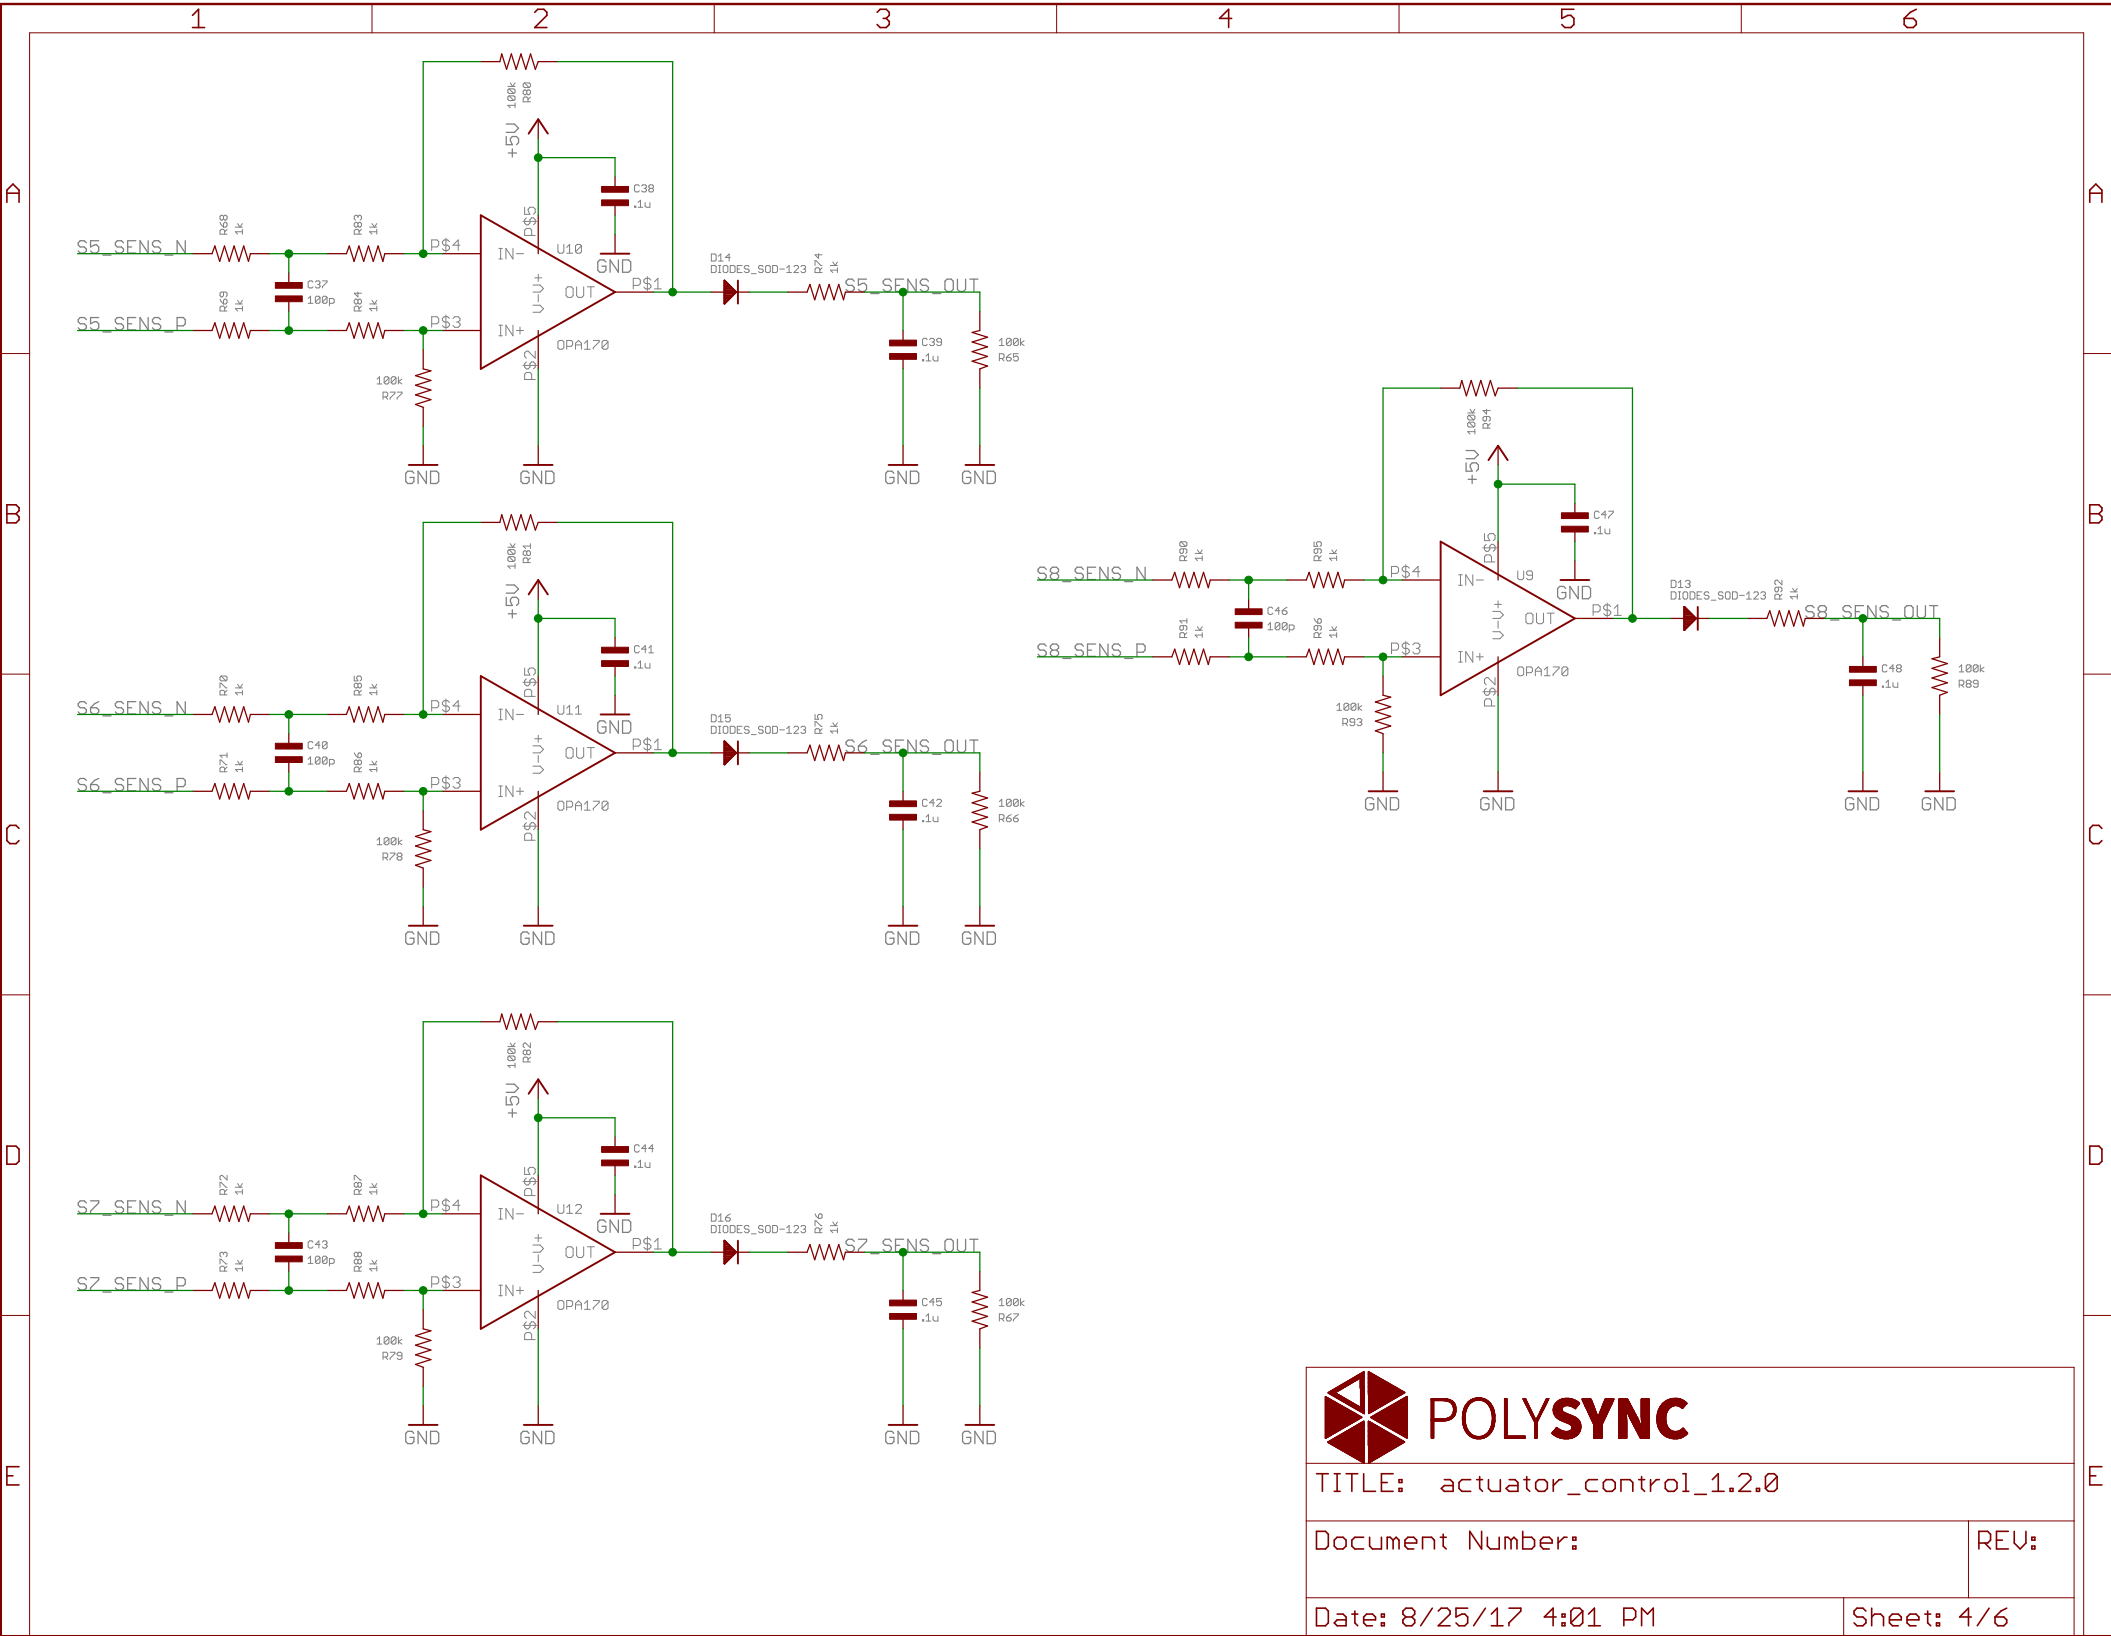 1 2 3 4 5 6
A A
B B
C C
D D
E E
100k
R80
+5V
C38
.1u
GND
S5_SENS_N
R68
1k
R83
1k
P$4
P$5
IN-
U10
C37
100p
V-V+
OUT
P$1
S5_SENS_P
R69
1k
R84
1k
P$3
IN+
P$2
OPA170
D14
DIODES_SOD-123
R74
1k
S5_SENS_OUT
C39
.1u
100k
R65
100k
R77
GND
GND
GND
GND
100k
R81
+5V
C41
.1u
GND
S6_SENS_N
R70
1k
R85
1k
P$4
P$5
IN-
U11
C40
100p
V-V+
OUT
P$1
S6_SENS_P
R71
1k
R86
1k
P$3
IN+
P$2
OPA170
D15
DIODES_SOD-123
R75
1k
S6_SENS_OUT
C42
.1u
100k
R66
100k
R78
GND
GND
GND
GND
100k
R82
+5V
C44
.1u
GND
S7_SENS_N
R72
1k
R87
1k
P$4
P$5
IN-
U12
C43
100p
V-V+
OUT
P$1
S7_SENS_P
R73
1k
R88
1k
P$3
IN+
P$2
OPA170
D16
DIODES_SOD-123
R76
1k
S7_SENS_OUT
C45
.1u
100k
R67
100k
R79
GND
GND
GND
GND
100k
R94
+5V
C47
.1u
GND
S8_SENS_N
R90
1k
R95
1k
P$4
P$5
IN-
U9
C46
100p
V-V+
OUT
P$1
S8_SENS_P
R91
1k
R96
1k
P$3
IN+
P$2
OPA170
D13
DIODES_SOD-123
R92
1k
S8_SENS_OUT
C48
.1u
100k
R89
100k
R93
GND
GND
GND
GND
POLYSYNC
TITLE: actuator_control_1.2.0
Document Number:
REV:
Date: 8/25/17 4:01 PM
Sheet: 4/6